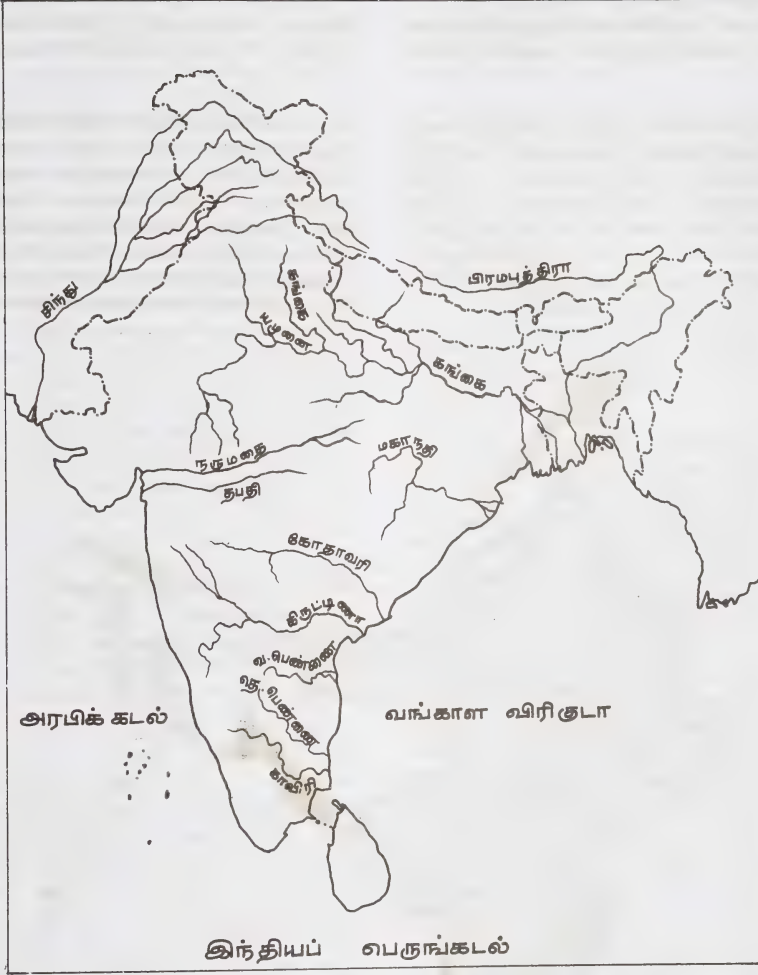 பிரமபுத்திரா
சிந்து
கங்கை
யமுனை
கங்கை
நருமதை
மகாநதி
தபதி
கோதாவரி
கிருட்டிணா
வ.பெண்ணை
தெ.பெண்ணை
அரபிக் கடல்
வங்காள விரிகுடா
காவிரி
இந்தியப் பெருங்கடல்